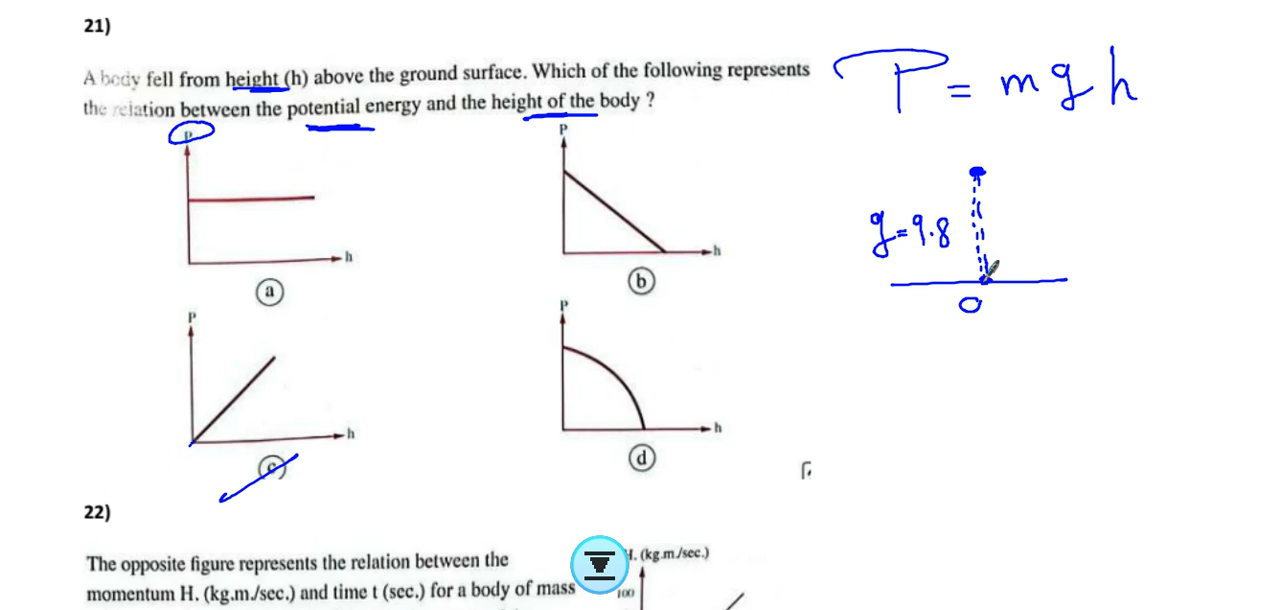 21)
A body fell from height (h) above the ground surface. Which of the following represents
the relation between the potential energy and the height of the body ?
P = m g h
P
P
g=9.8
h
h
a
b
0
P
P
h
h
c
d
22)
The opposite figure represents the relation between the
H. (kg.m./sec.)
momentum H. (kg.m./sec.) and time t (sec.) for a body of mass
100